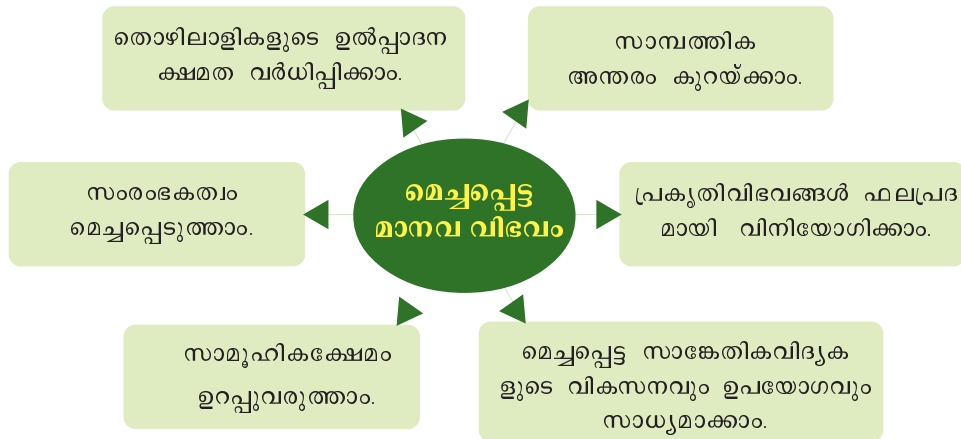 തൊഴിലാളികളുടെ ഉൽപ്പാദന
ക്ഷമത വർധിപ്പിക്കാം.
സാമ്പത്തിക
അന്തരം കുറയ്ക്കാം.
സംരംഭകത്വം
മെച്ചപ്പെടുത്താം.
മെച്ചപ്പെട്ട
മാനവ വിഭവം
പ്രകൃതിവിഭവങ്ങൾ ഫലപ്രദ
മായി വിനിയോഗിക്കാം.
സാമൂഹികക്ഷേമം
ഉറപ്പുവരുത്താം.
മെച്ചപ്പെട്ട സാങ്കേതികവിദ്യക
ളുടെ വികസനവും ഉപയോഗവും
സാധ്യമാക്കാം.